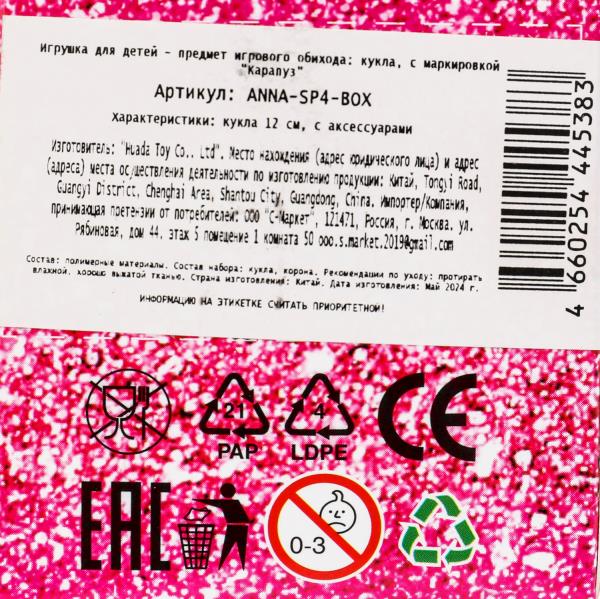 Игрушка для детей - предмет игрового обихода: кукла, с маркировкой
"Карапуз"
Артикул: ANNA-SP4-BOX
Характеристики: кукла 12 см, с аксессуарами
Изготовитель: "Huada Toy Co., Ltd". Место нахождения (адрес юридического лица) и адрес
(адреса) места осуществления деятельности по изготовлению продукции: Китай, Tongyi Road,
Guangyi District, Chenghai Area, Shantou City, Guangdong, China. Импортер/Компания,
принимающая претензии от потребителей: ООО "С-Маркет", 121471, Россия, г. Москва. ул.
Рябиновая, дом 44. этаж 5 помещение 1 комната 50 ooo.s.market.2019@gmail.com
Состав: полимерные материалы. Состав набора: кукла, корона. Рекомендации по уходу: протирать
влажной, хорошо выжатой тканью. Страна изготовления: Китай. Дата изготовления: Май 2024 г.
ИНФОРМАЦИЮ НА ЭТИКЕТКЕ СЧИТАТЬ ПРИОРИТЕТНОЙ!
4 660254 445383
21
PAP
4
LDPE
CE
EAC
0-3